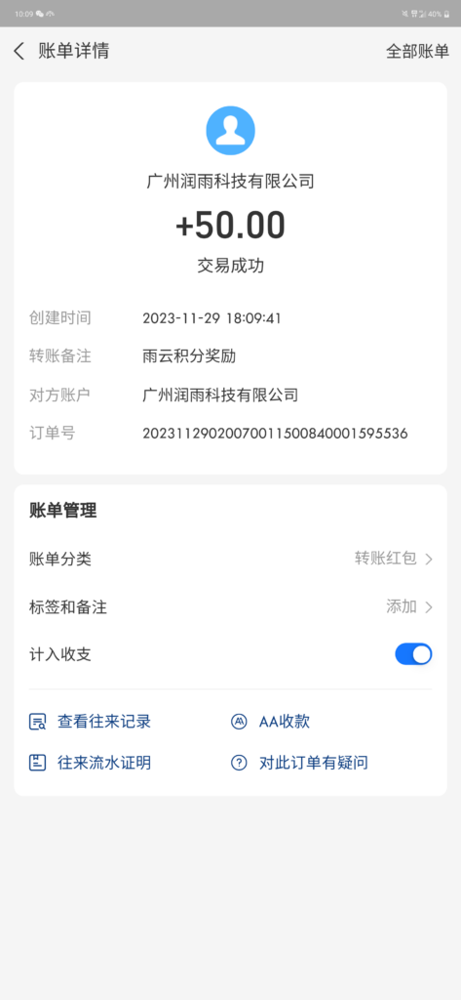 10:09
40%
账单详情
全部账单
广州润雨科技有限公司
+50.00
交易成功
创建时间 2023-11-29 18:09:41
转账备注 雨云积分奖励
对方账户 广州润雨科技有限公司
订单号 20231129020070011500840001595536
账单管理
账单分类 转账红包
标签和备注 添加
计入收支
查看往来记录 AA收款
往来流水证明 对此订单有疑问